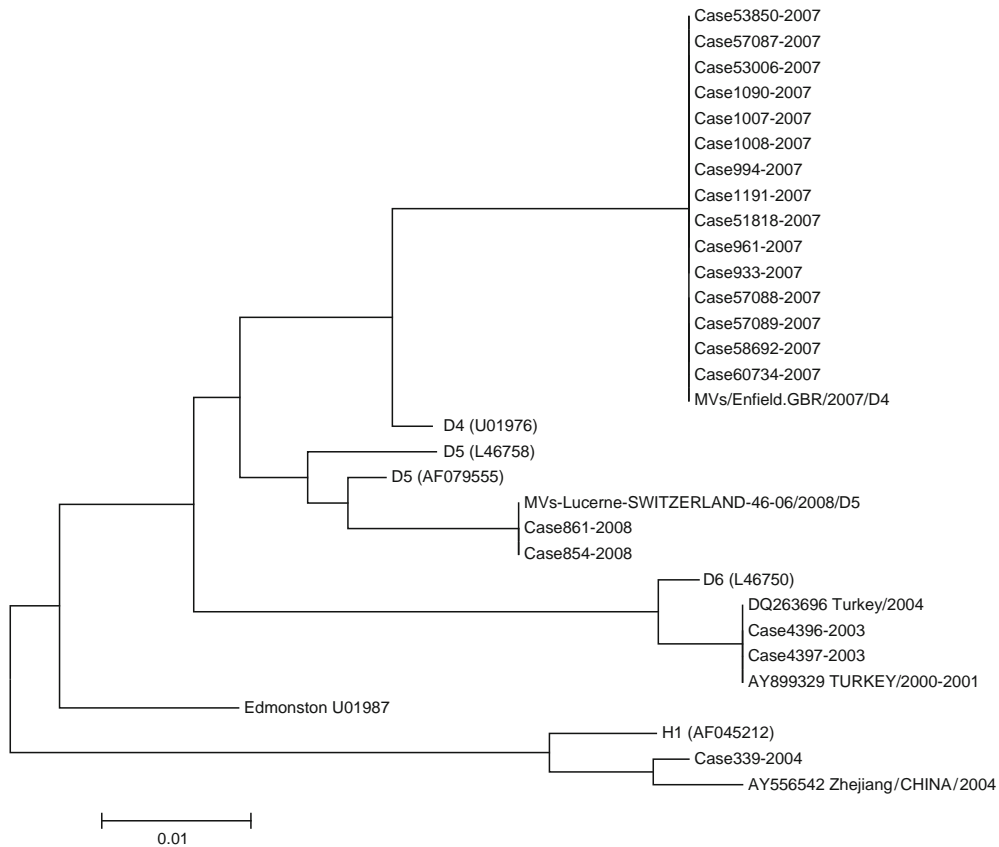 Case53850-2007
Case57087-2007
Case53006-2007
Case1090-2007
Case1007-2007
Case1008-2007
Case994-2007
Case1191-2007
Case51818-2007
Case961-2007
Case933-2007
Case57088-2007
Case57089-2007
Case58692-2007
Case60734-2007
MVs/Enfield.GBR/2007/D4
D4 (U01976)
D5 (L46758)
D5 (AF079555)
MVs-Lucerne-SWITZERLAND-46-06/2008/D5
Case861-2008
Case854-2008
D6 (L46750)
DQ263696 Turkey/2004
Case4396-2003
Case4397-2003
AY899329 TURKEY/2000-2001
Edmonston U01987
H1 (AF045212)
Case339-2004
AY556542 Zhejiang/CHINA/2004
0.01